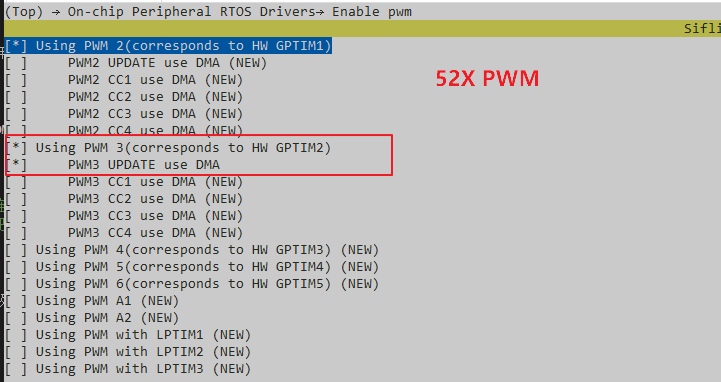 (Top) → On-chip Peripheral RTOS Drivers→ Enable pwm
Sifli
[*] Using PWM 2(corresponds to HW GPTIM1)
[ ] PWM2 UPDATE use DMA (NEW)
[ ] PWM2 CC1 use DMA (NEW)
[ ] PWM2 CC2 use DMA (NEW)
[ ] PWM2 CC3 use DMA (NEW)
[ ] PWM2 CC4 use DMA (NEW)
52X PWM
[*] Using PWM 3(corresponds to HW GPTIM2)
[*] PWM3 UPDATE use DMA
[ ] PWM3 CC1 use DMA (NEW)
[ ] PWM3 CC2 use DMA (NEW)
[ ] PWM3 CC3 use DMA (NEW)
[ ] PWM3 CC4 use DMA (NEW)
[ ] Using PWM 4(corresponds to HW GPTIM3) (NEW)
[ ] Using PWM 5(corresponds to HW GPTIM4) (NEW)
[ ] Using PWM 6(corresponds to HW GPTIM5) (NEW)
[ ] Using PWM A1 (NEW)
[ ] Using PWM A2 (NEW)
[ ] Using PWM with LPTIM1 (NEW)
[ ] Using PWM with LPTIM2 (NEW)
[ ] Using PWM with LPTIM3 (NEW)